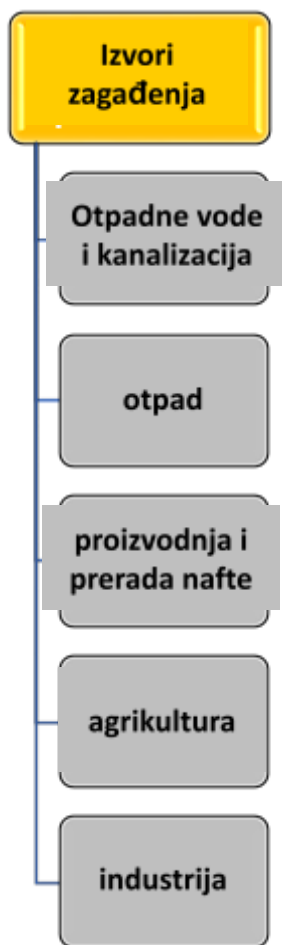 Izvori
zagađenja
Otpadne vode
i kanalizacija
otpad
proizvodnja i
prerada nafte
agrikultura
industrija